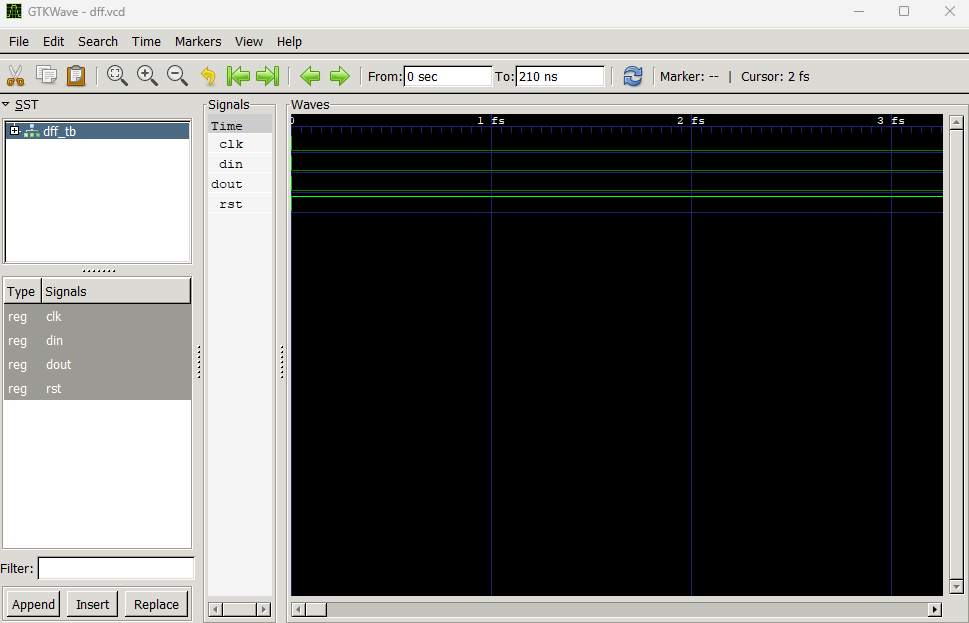 GTKWave - dff.vcd
File Edit Search Time Markers View Help
From: 0 sec To: 210 ns Marker: -- | Cursor: 2 fs
SST
dff_tb
Type Signals
reg clk
reg din
reg dout
reg rst
Filter:
Append Insert Replace
Signals
Time
clk
din
dout
rst
Waves
0 1 fs 2 fs 3 fs